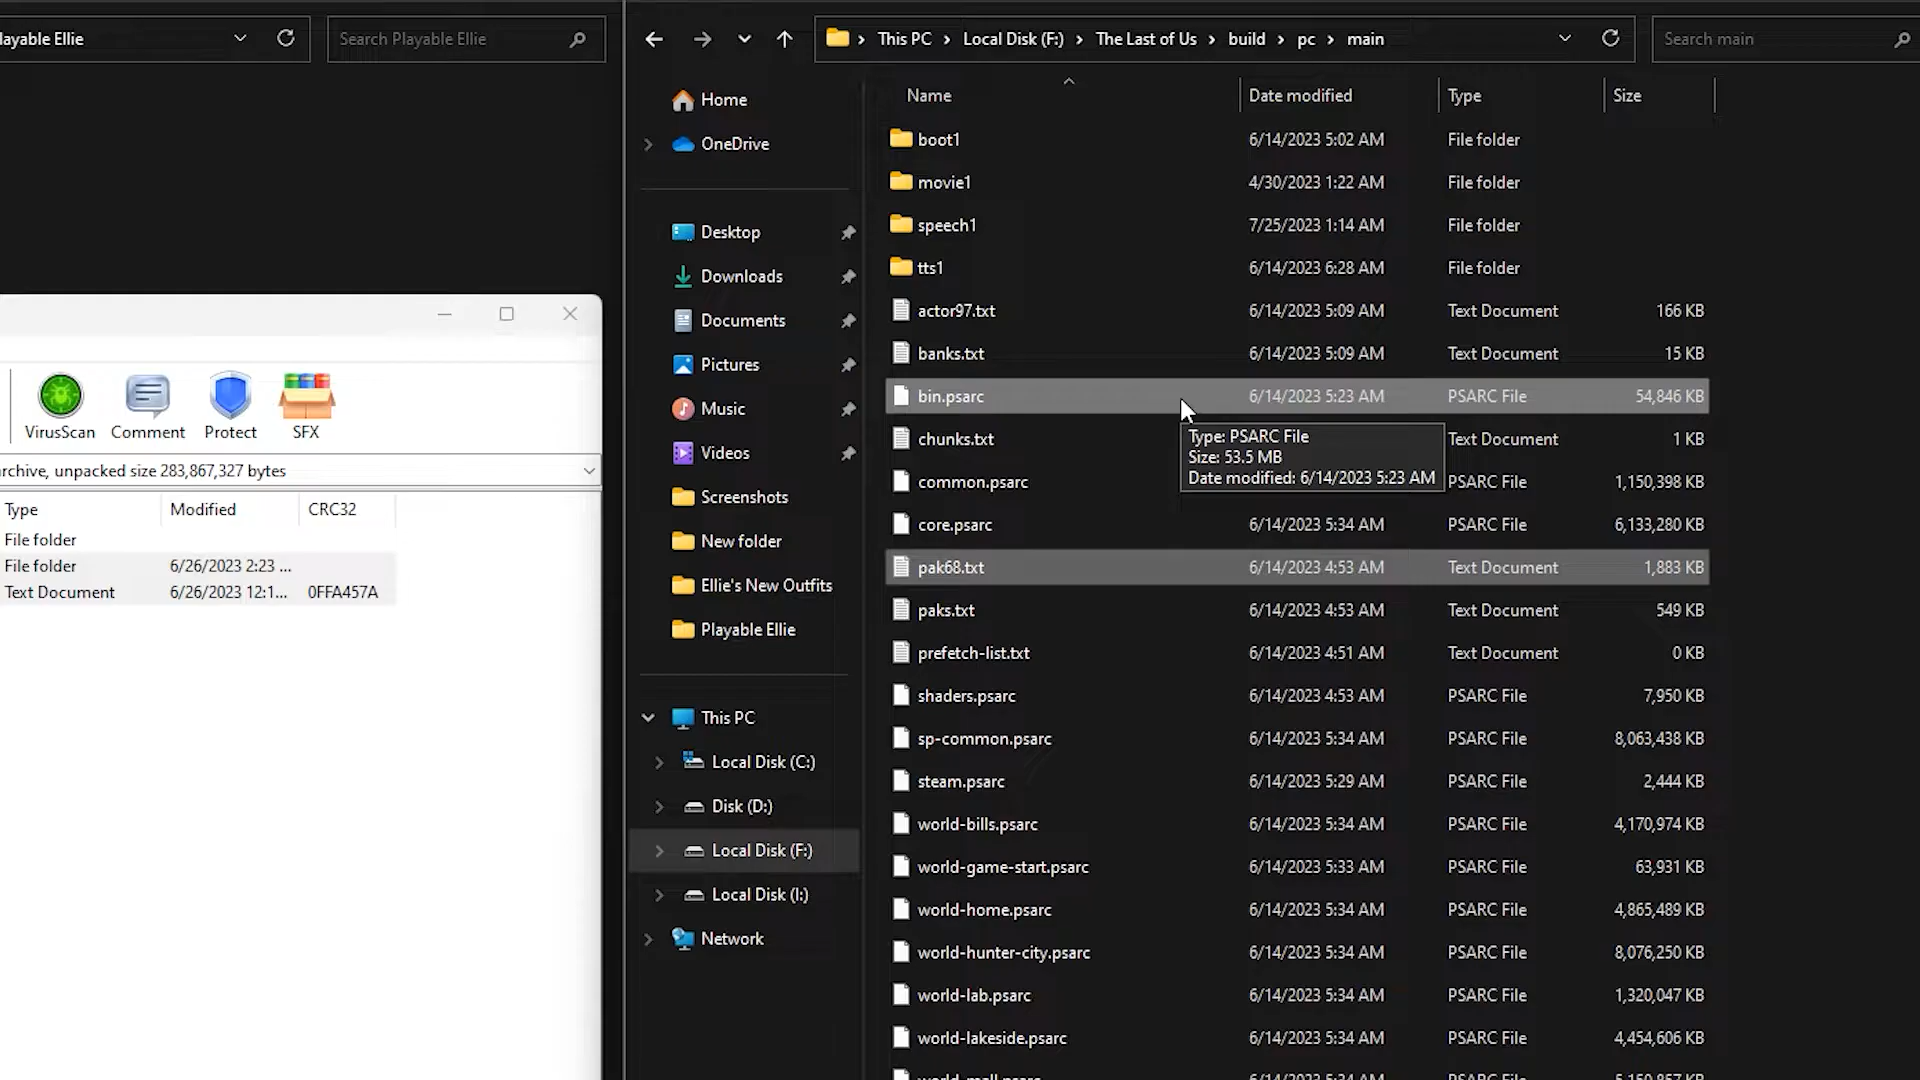 layable Ellie
Search Playable Ellie
VirusScan Comment Protect SFX
rchive, unpacked size 283,867,327 bytes
Type Modified CRC32
File folder
File folder 6/26/2023 2:23 ...
Text Document 6/26/2023 12:1... 0FFA457A
This PC > Local Disk (F:) > The Last of Us > build > pc > main
Search main
Home
OneDrive
Desktop
Downloads
Documents
Pictures
Music
Videos
Screenshots
New folder
Ellie's New Outfits
Playable Ellie
This PC
Local Disk (C:)
Disk (D:)
Local Disk (F:)
Local Disk (I:)
Network
Name Date modified Type Size
boot1 6/14/2023 5:02 AM File folder
movie1 4/30/2023 1:22 AM File folder
speech1 7/25/2023 1:14 AM File folder
tts1 6/14/2023 6:28 AM File folder
actor97.txt 6/14/2023 5:09 AM Text Document 166 KB
banks.txt 6/14/2023 5:09 AM Text Document 15 KB
bin.psarc 6/14/2023 5:23 AM PSARC File 54,846 KB
chunks.txt Text Document 1 KB
common.psarc PSARC File 1,150,398 KB
Type: PSARC File
Size: 53.5 MB
Date modified: 6/14/2023 5:23 AM
core.psarc 6/14/2023 5:34 AM PSARC File 6,133,280 KB
pak68.txt 6/14/2023 4:53 AM Text Document 1,883 KB
paks.txt 6/14/2023 4:53 AM Text Document 549 KB
prefetch-list.txt 6/14/2023 4:51 AM Text Document 0 KB
shaders.psarc 6/14/2023 4:53 AM PSARC File 7,950 KB
sp-common.psarc 6/14/2023 5:34 AM PSARC File 8,063,438 KB
steam.psarc 6/14/2023 5:29 AM PSARC File 2,444 KB
world-bills.psarc 6/14/2023 5:34 AM PSARC File 4,170,974 KB
world-game-start.psarc 6/14/2023 5:33 AM PSARC File 63,931 KB
world-home.psarc 6/14/2023 5:34 AM PSARC File 4,865,489 KB
world-hunter-city.psarc 6/14/2023 5:34 AM PSARC File 8,076,250 KB
world-lab.psarc 6/14/2023 5:34 AM PSARC File 1,320,047 KB
world-lakeside.psarc 6/14/2023 5:34 AM PSARC File 4,454,606 KB